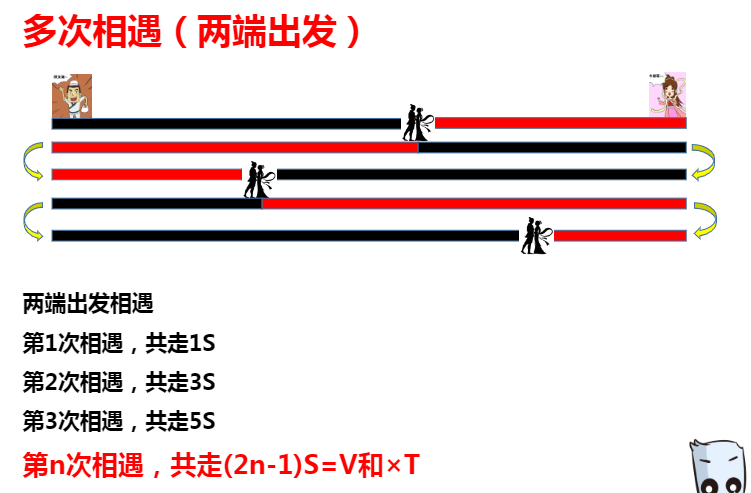 多次相遇（两端出发）
两端出发相遇
第1次相遇，共走1S
第2次相遇，共走3S
第3次相遇，共走5S
第n次相遇，共走(2n-1)S=V和×T